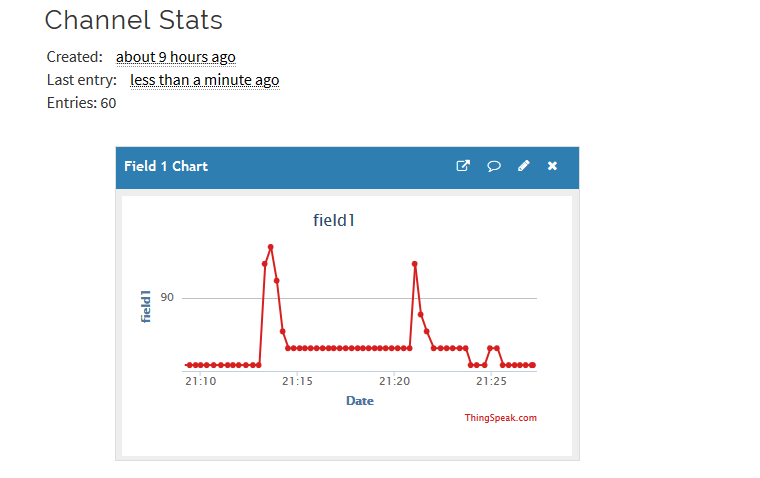 Channel Stats
Created: about 9 hours ago
Last entry: less than a minute ago
Entries: 60
Field 1 Chart
field1
field1
90
21:10 21:15 21:20 21:25
Date
ThingSpeak.com